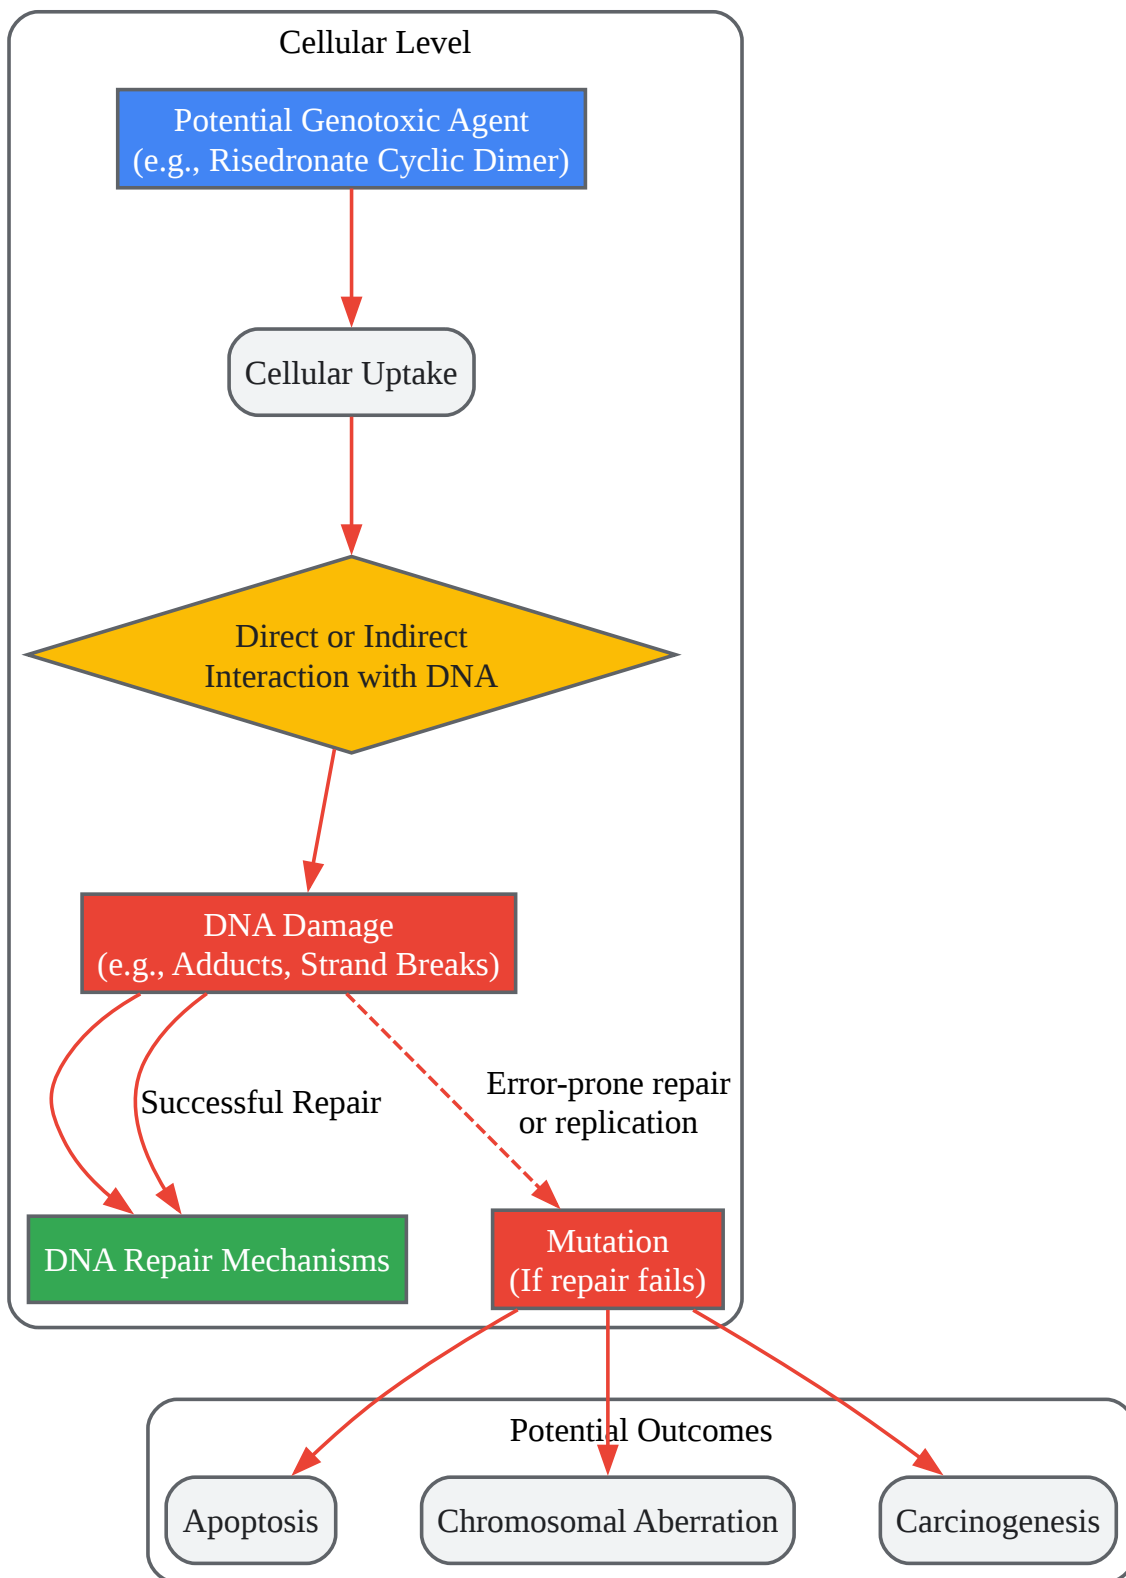 Cellular Level
Potential Genotoxic Agent
(e.g., Risedronate Cyclic Dimer)
Cellular Uptake
Direct or Indirect
Interaction with DNA
DNA Damage
(e.g., Adducts, Strand Breaks)
Successful Repair
Error-prone repair
or replication
DNA Repair Mechanisms
Mutation
(If repair fails)
Potential Outcomes
Apoptosis
Chromosomal Aberration
Carcinogenesis